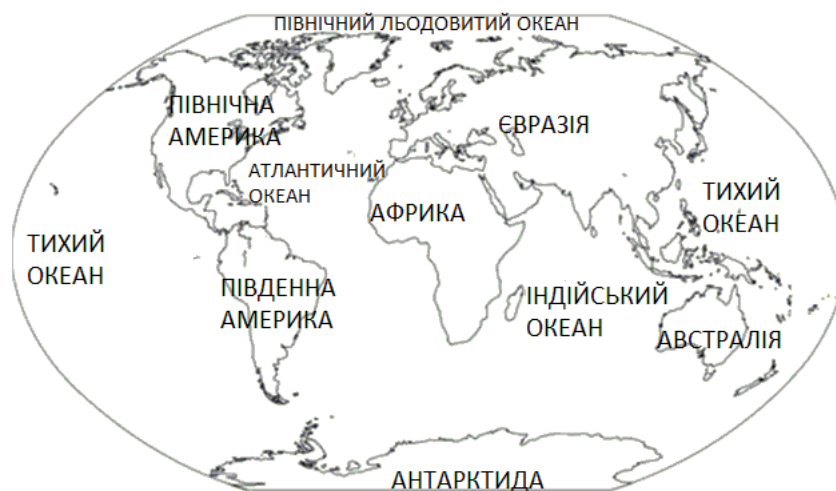 ПІВНІЧНИЙ ЛЬОДОВИТИЙ ОКЕАН
ПІВНІЧНА
АМЕРИКА
ЄВРАЗІЯ
АТЛАНТИЧНИЙ
ОКЕАН
АФРИКА
ТИХИЙ
ОКЕАН
ТИХИЙ
ОКЕАН
ПІВДЕННА
АМЕРИКА
ІНДІЙСЬКИЙ
ОКЕАН
АВСТРАЛІЯ
АНТАРКТИДА